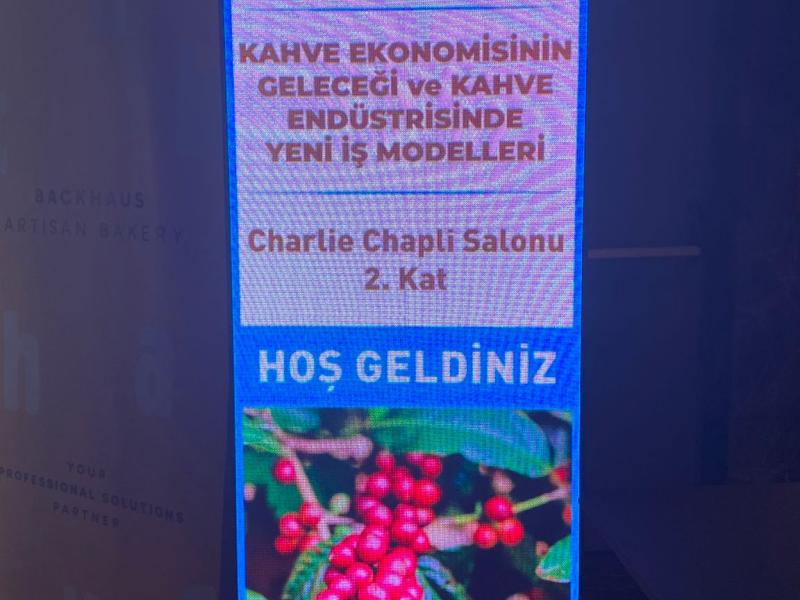 KAHVE EKONOMİSİNİN
GELECEĞİ ve KAHVE
ENDÜSTRİSİNDE
YENİ İŞ MODELLERİ
Charlie Chapli Salonu
2. Kat
HOŞ GELDİNİZ
BACKHAUS
ARTISAN BAKERY
h a
YOUR
PROFESSIONAL SOLUTIONS
PARTNER